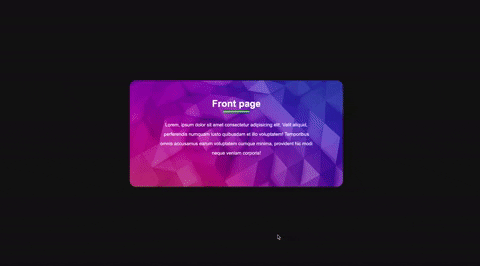 Front page
Lorem, ipsum dolor sit amet consectetur adipisicing elit. Velit aliquid,
perferendis numquam iusto quibusdam et illo voluptatem! Temporibus
omnis accusamus earum voluptatem cumque minima, provident hic modi
neque veniam corporis!